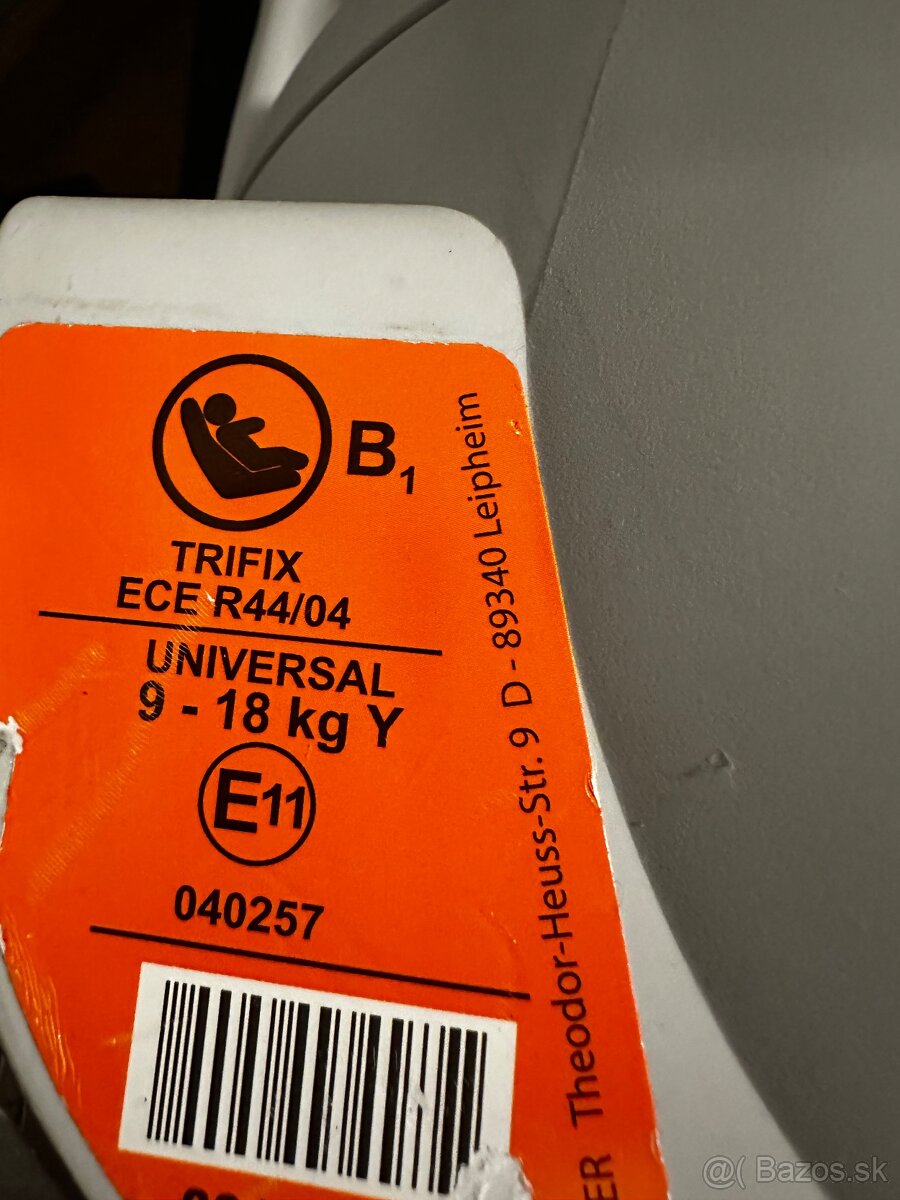 B1
TRIFIX
ECE R44/04
UNIVERSAL
9 - 18 kg Y
E11
040257
ER Theodor-Heuss-Str. 9 D - 89340 Leipheim
@( Bazos.sk